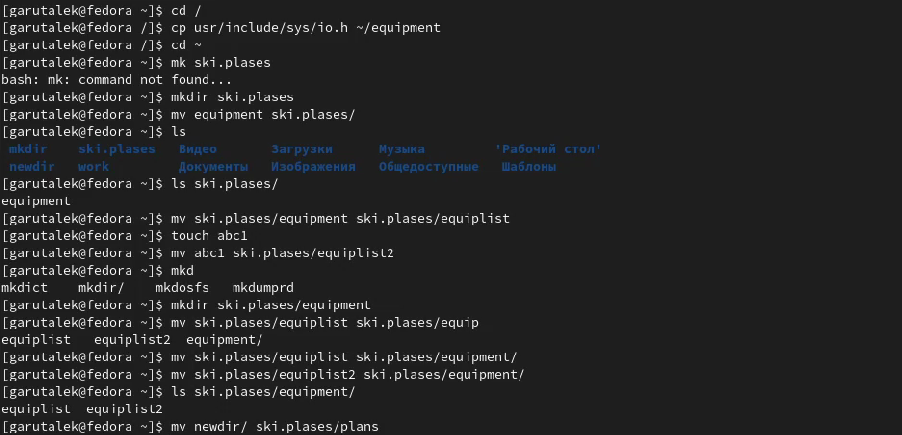 [garutalek@fedora ~]$ cd /
[garutalek@fedora /]$ cp usr/include/sys/io.h ~/equipment
[garutalek@fedora /]$ cd ~
[garutalek@fedora ~]$ mk ski.plases
bash: mk: command not found...
[garutalek@fedora ~]$ mkdir ski.plases
[garutalek@fedora ~]$ mv equipment ski.plases/
[garutalek@fedora ~]$ ls
mkdir ski.plases Видео Загрузки Музыка 'Рабочий стол'
newdir work Документы Изображения Общедоступные Шаблоны
[garutalek@fedora ~]$ ls ski.plases/
equipment
[garutalek@fedora ~]$ mv ski.plases/equipment ski.plases/equiplist
[garutalek@fedora ~]$ touch abc1
[garutalek@fedora ~]$ mv abc1 ski.plases/equiplist2
[garutalek@fedora ~]$ mkd
mkdict mkdir/ mkdosfs mkdumprd
[garutalek@fedora ~]$ mkdir ski.plases/equipment
[garutalek@fedora ~]$ mv ski.plases/equiplist ski.plases/equip
equiplist equiplist2 equipment/
[garutalek@fedora ~]$ mv ski.plases/equiplist ski.plases/equipment/
[garutalek@fedora ~]$ mv ski.plases/equiplist2 ski.plases/equipment/
[garutalek@fedora ~]$ ls ski.plases/equipment/
equiplist equiplist2
[garutalek@fedora ~]$ mv newdir/ ski.plases/plans